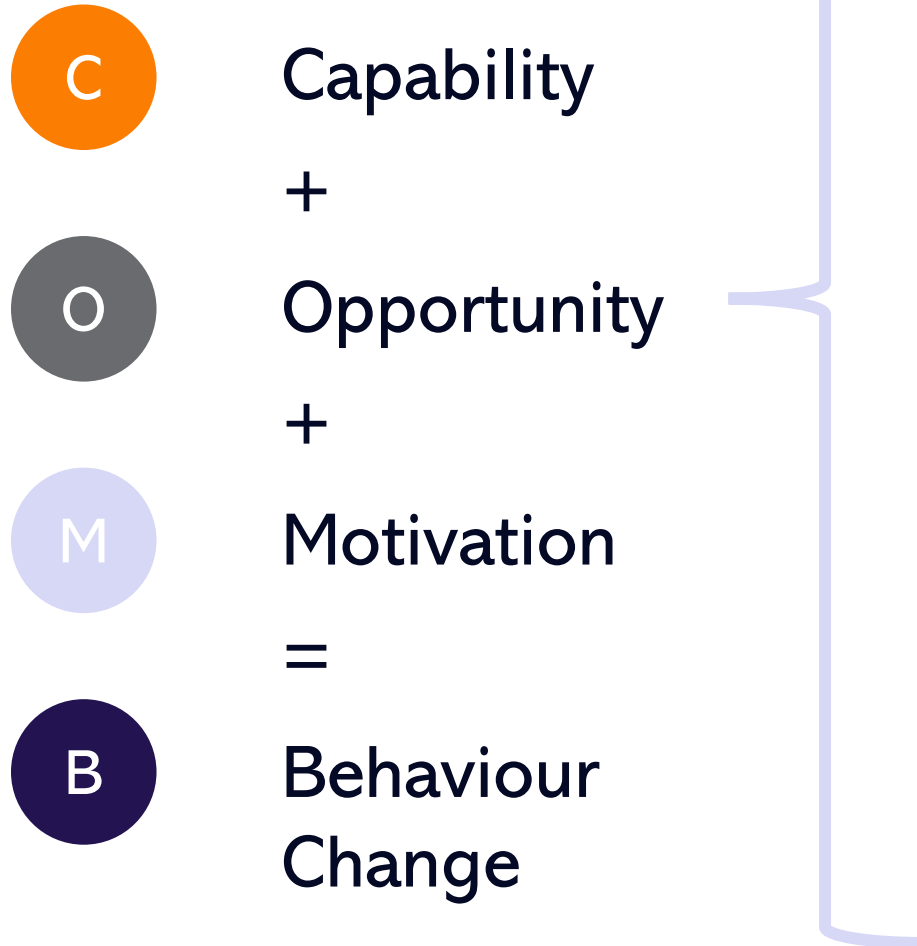 C Capability
+
O Opportunity
+
M Motivation
=
B Behaviour
Change